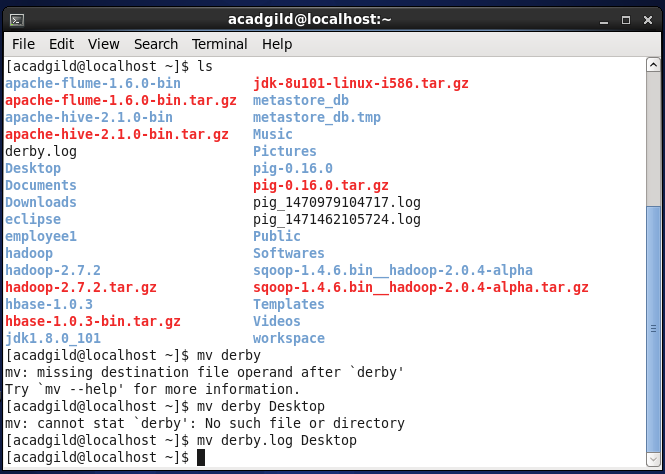 acadgild@localhost:~
File Edit View Search Terminal Help
[acadgild@localhost ~]$ ls
apache-flume-1.6.0-bin jdk-8u101-linux-i586.tar.gz
apache-flume-1.6.0-bin.tar.gz metastore_db
apache-hive-2.1.0-bin metastore_db.tmp
apache-hive-2.1.0-bin.tar.gz Music
derby.log Pictures
Desktop pig-0.16.0
Documents pig-0.16.0.tar.gz
Downloads pig_1470979104717.log
eclipse pig_1471462105724.log
employee1 Public
hadoop Softwares
hadoop-2.7.2 sqoop-1.4.6.bin__hadoop-2.0.4-alpha
hadoop-2.7.2.tar.gz sqoop-1.4.6.bin__hadoop-2.0.4-alpha.tar.gz
hbase-1.0.3 Templates
hbase-1.0.3-bin.tar.gz Videos
jdk1.8.0_101 workspace
[acadgild@localhost ~]$ mv derby
mv: missing destination file operand after `derby'
Try `mv --help' for more information.
[acadgild@localhost ~]$ mv derby Desktop
mv: cannot stat `derby': No such file or directory
[acadgild@localhost ~]$ mv derby.log Desktop
[acadgild@localhost ~]$